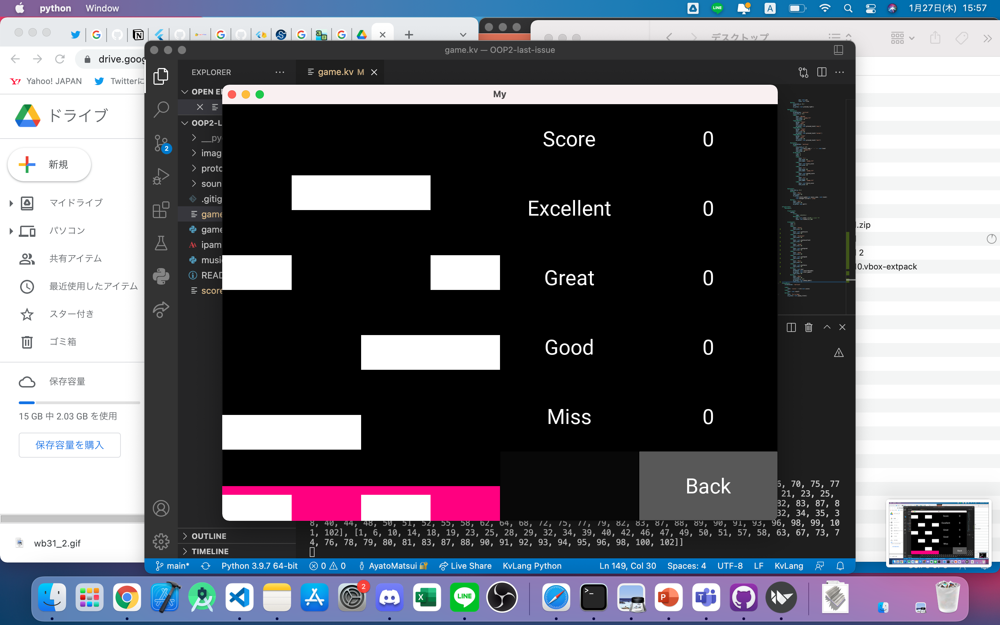 python Window
LINE
A
1月27日(木) 15:57
デスクトップ
drive.goog
game.kv — OOP2-last-issue
Yahoo! JAPAN
Twitterに
EXPLORER
game.kv M
OPEN E
OOP2-L
__py
imag
proto
soun
.gitig
game
game
ipam
musi
READ
score
OUTLINE
TIMELINE
2
ドライブ
新規
マイドライブ
パソコン
共有アイテム
最近使用したアイテム
スター付き
ゴミ箱
保存容量
15 GB 中 2.03 GB を使用
保存容量を購入
wb31_2.gif
My
Score 0
Excellent 0
Great 0
Good 0
Miss 0
Back
.zip
2
0.vbox-extpack
6, 70, 75, 77
21, 23, 25,
32, 83, 87, 8
32, 34, 35, 3
8, 40, 44, 48, 50, 51, 52, 55, 58, 62, 64, 68, 72, 75, 77, 79, 82, 83, 87, 88, 89, 90, 91, 93, 96, 98, 99, 10
1, 102], [1, 6, 10, 14, 18, 19, 23, 25, 28, 29, 32, 34, 39, 40, 42, 46, 47, 49, 50, 51, 57, 58, 63, 67, 73, 7
4, 76, 78, 79, 80, 81, 83, 87, 88, 90, 91, 92, 93, 94, 95, 96, 98, 100, 102]]
main* Python 3.9.7 64-bit 0 0 AyatoMatsui Live Share KvLang Python Ln 149, Col 30 Spaces: 4 UTF-8 LF KvLang
2
LINE